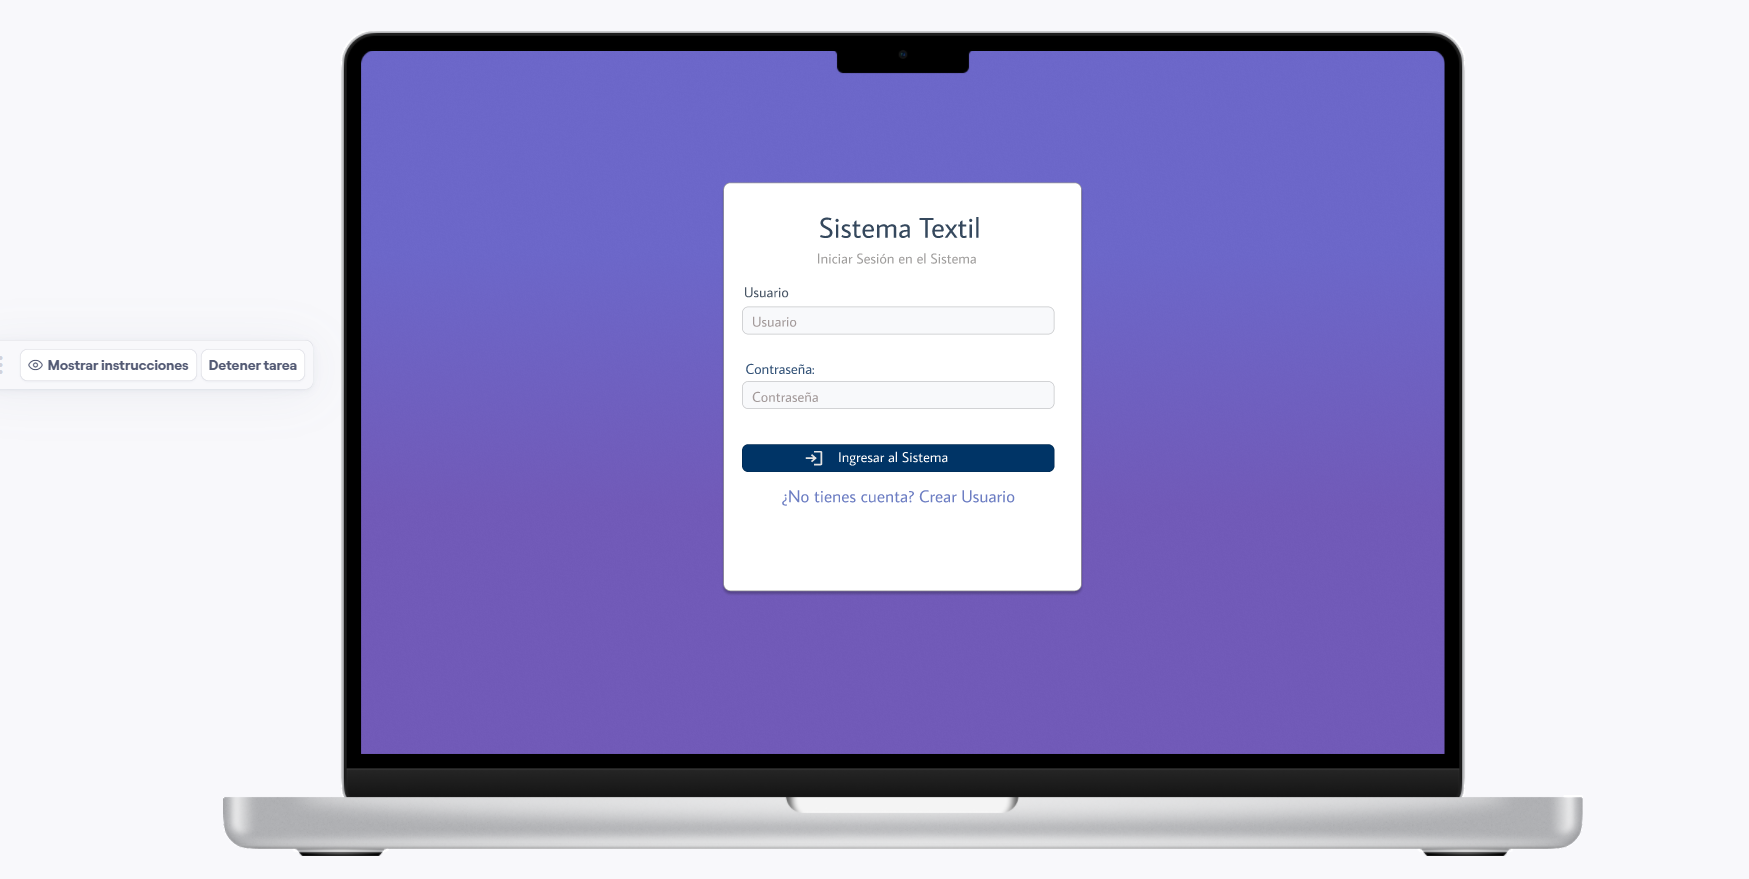 Sistema Textil
Iniciar Sesión en el Sistema
Usuario
Usuario
Mostrar instrucciones
Detener tarea
Contraseña:
Contraseña
Ingresar al Sistema
¿No tienes cuenta? Crear Usuario